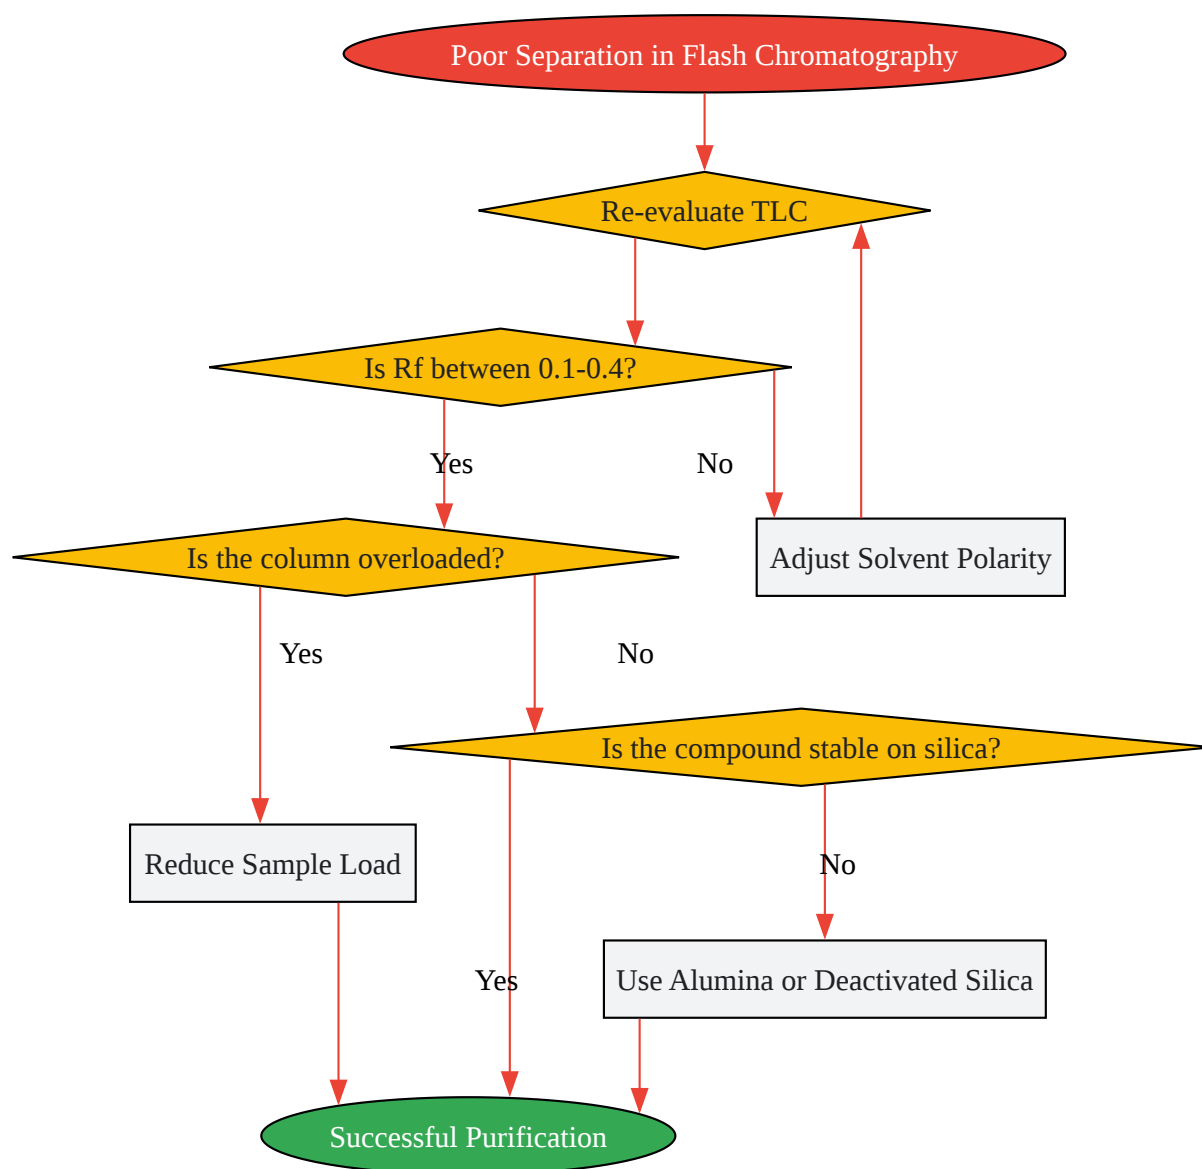 Poor Separation in Flash Chromatography
Re-evaluate TLC
Is Rf between 0.1-0.4?
Yes
No
Is the column overloaded?
Adjust Solvent Polarity
Yes
No
Is the compound stable on silica?
Reduce Sample Load
No
Yes
Use Alumina or Deactivated Silica
Successful Purification